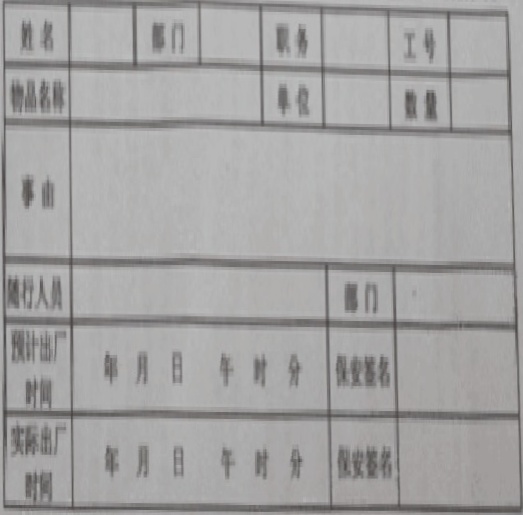 姓名 部门 职务 工号
物品名称 单位 数量
事由
随行人员 部门
预计出厂时间 年 月 日 午 时 分 保安签名
实际出厂时间 年 月 日 午 时 分 保安签名